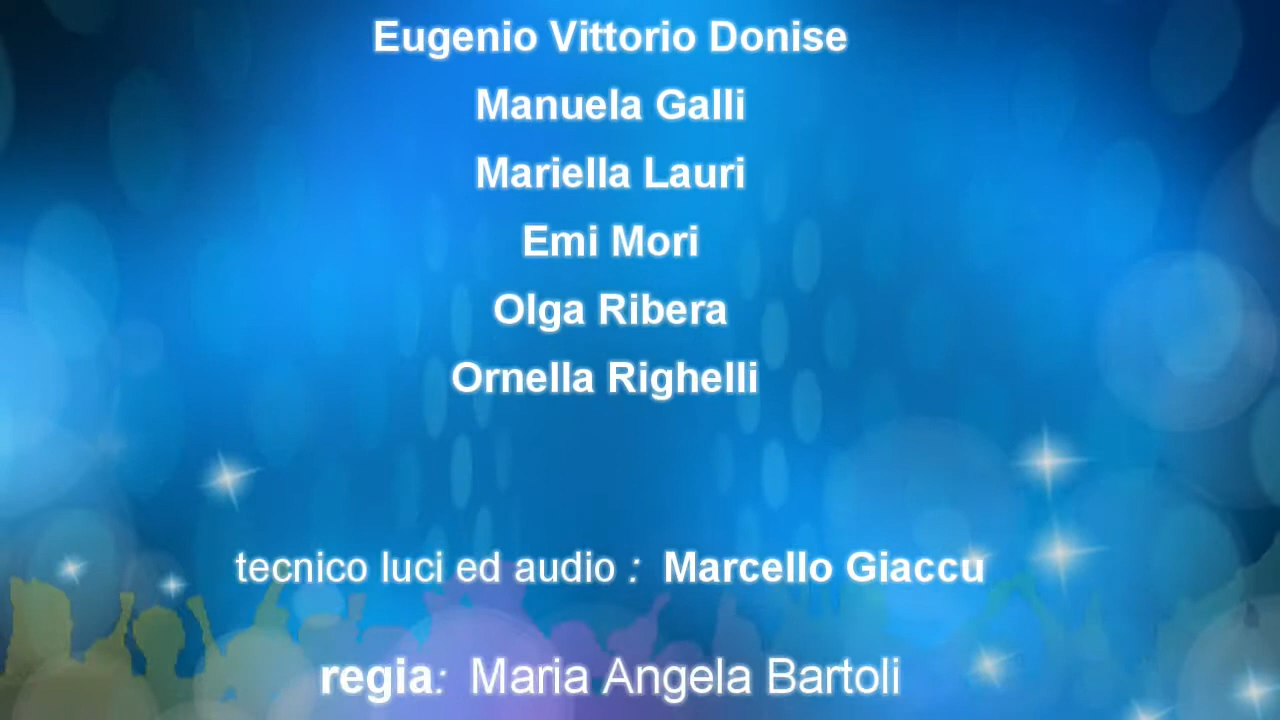 Eugenio Vittorio Donise
Manuela Galli
Mariella Lauri
Emi Mori
Olga Ribera
Ornella Righelli
tecnico luci ed audio : Marcello Giaccu
regia: Maria Angela Bartoli